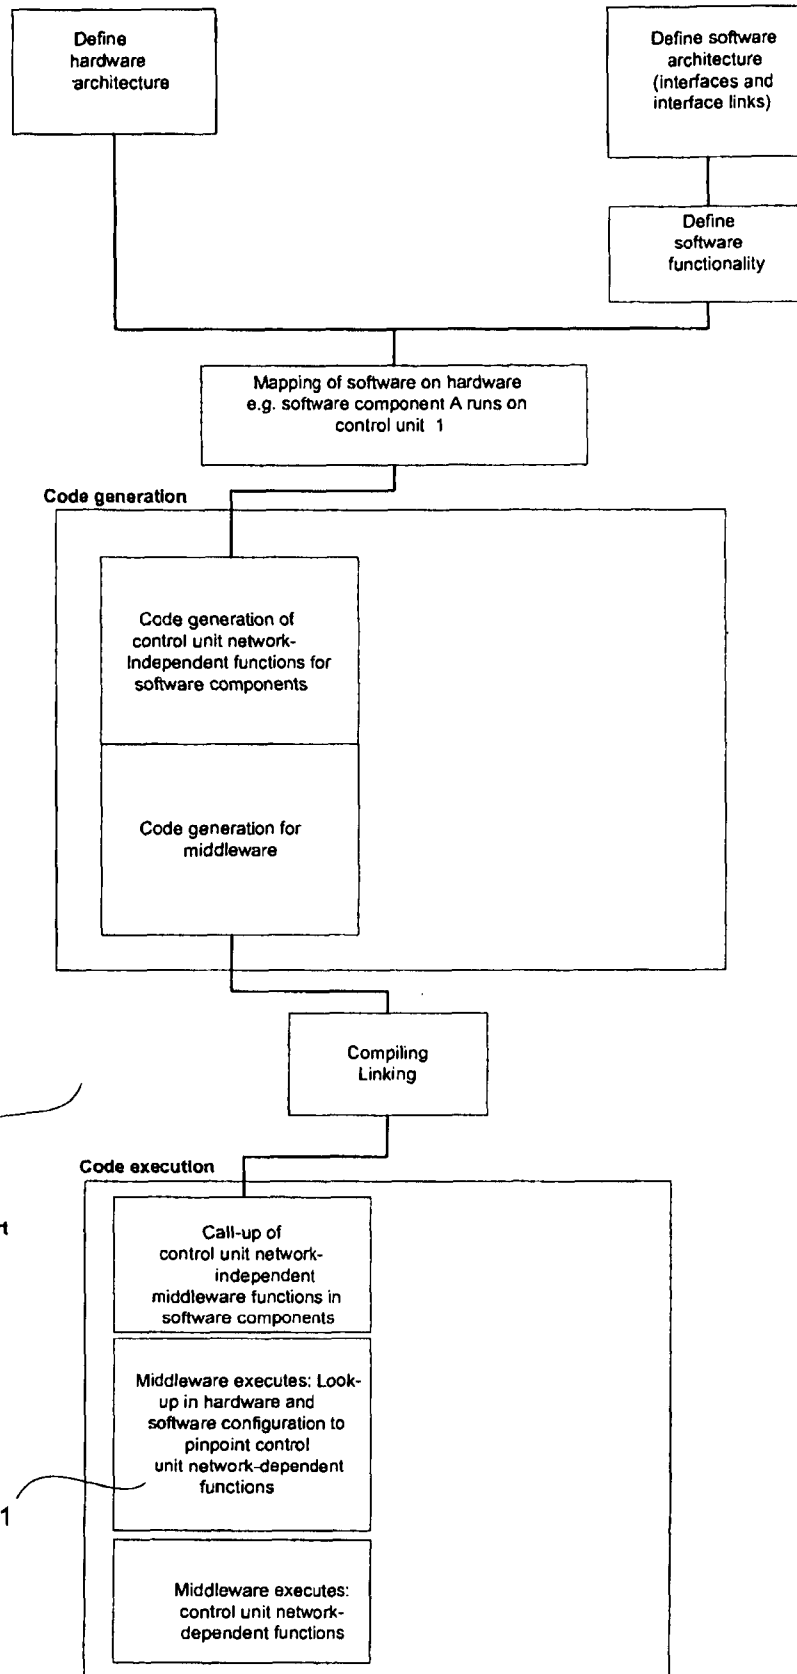 Define
hardware
architecture
Define software
architecture
(interfaces and
interface links)
Define
software
functionality
Mapping of software on hardware
e.g. software component A runs on
control unit 1
Code generation
Code generation of
control unit network-
Independent functions for
software components
Code generation for
middleware
Compiling
Linking
Code execution
Call-up of
control unit network-
independent
middleware functions in
software components
Middleware executes: Look-
up in hardware and
software configuration to
pinpoint control
unit network-dependent
functions
1
Middleware executes:
control unit network-
dependent functions